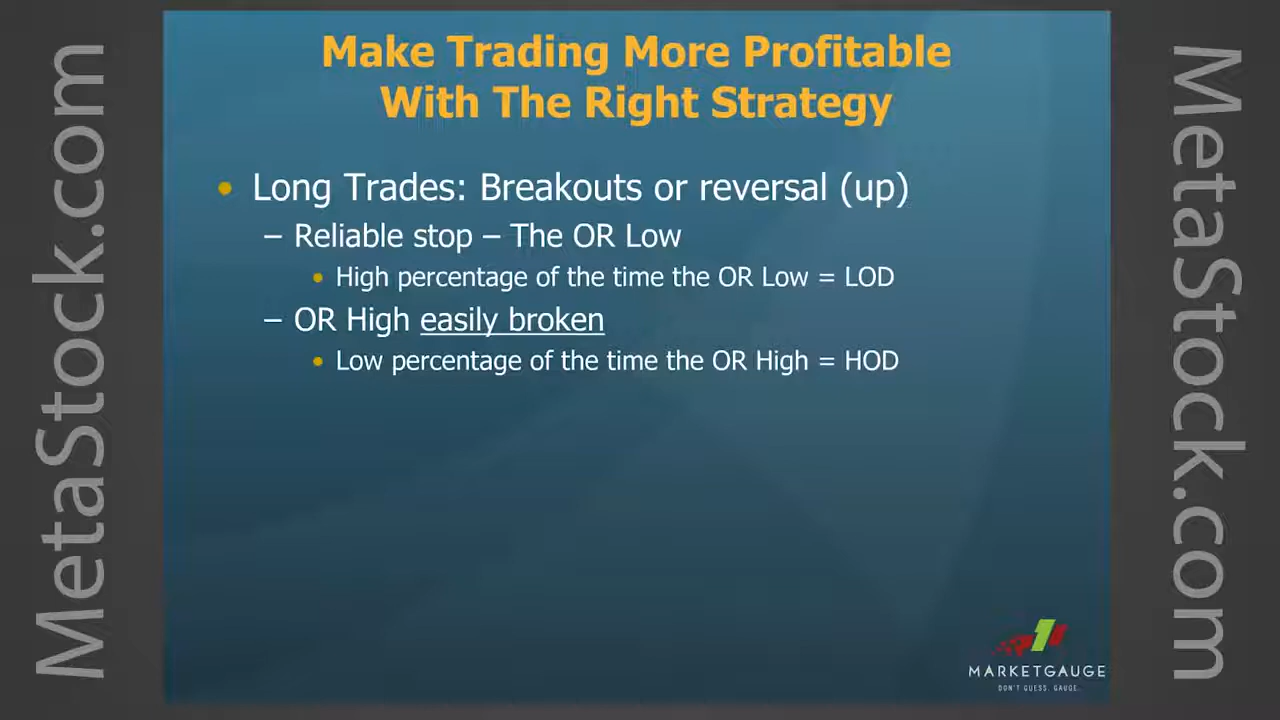 Make Trading More Profitable
With The Right Strategy
• Long Trades: Breakouts or reversal (up)
– Reliable stop – The OR Low
• High percentage of the time the OR Low = LOD
– OR High easily broken
• Low percentage of the time the OR High = HOD
MARKETGAUGE
DON'T GUESS. GAUGE.
MetaStock.com
MetaStock.com